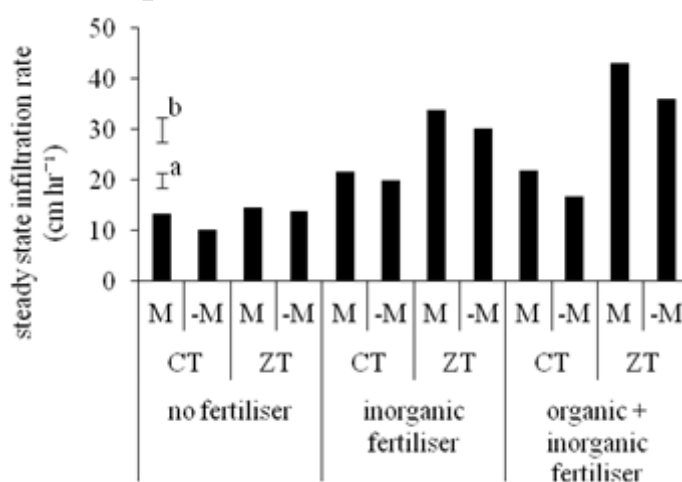 steady state infiltration rate
(cm hr⁻¹)
50
40
30
20
10
0
b
a
M -M M -M M -M M -M M -M M -M
CT ZT CT ZT CT ZT
no fertiliser
inorganic
fertiliser
organic +
inorganic
fertiliser